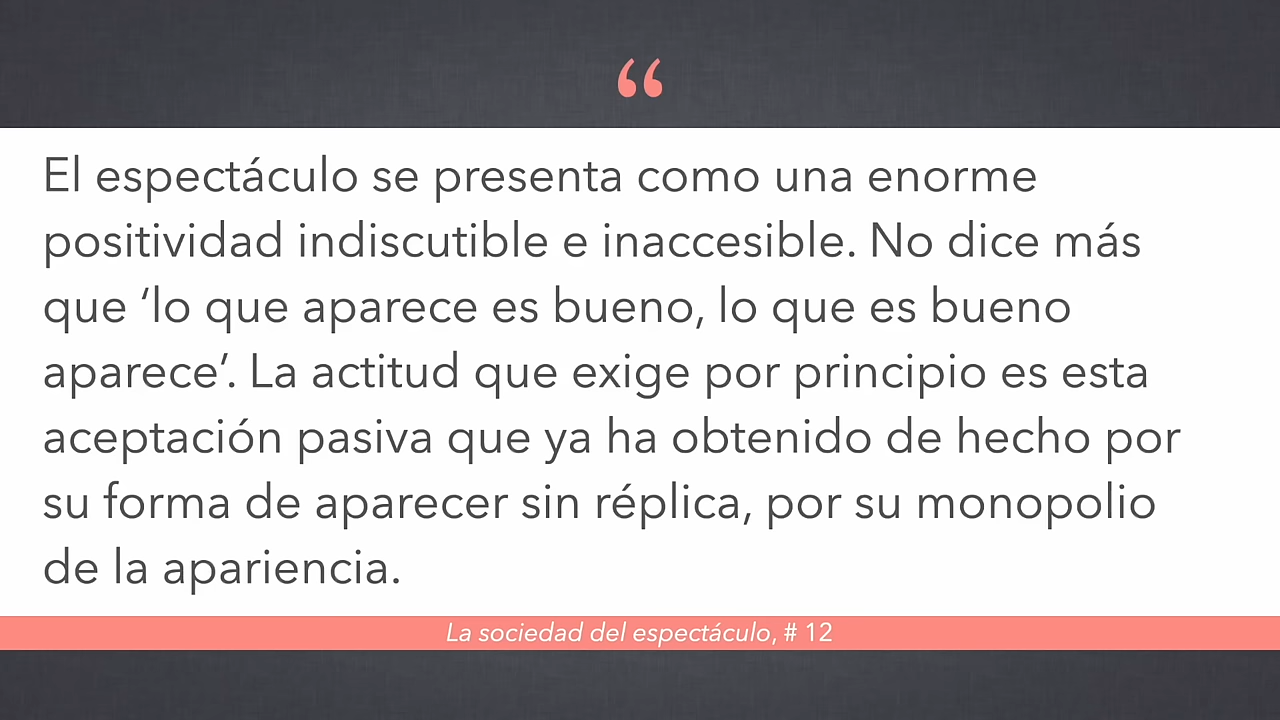 “
El espectáculo se presenta como una enorme
positividad indiscutible e inaccesible. No dice más
que ‘lo que aparece es bueno, lo que es bueno
aparece’. La actitud que exige por principio es esta
aceptación pasiva que ya ha obtenido de hecho por
su forma de aparecer sin réplica, por su monopolio
de la apariencia.
La sociedad del espectáculo, # 12